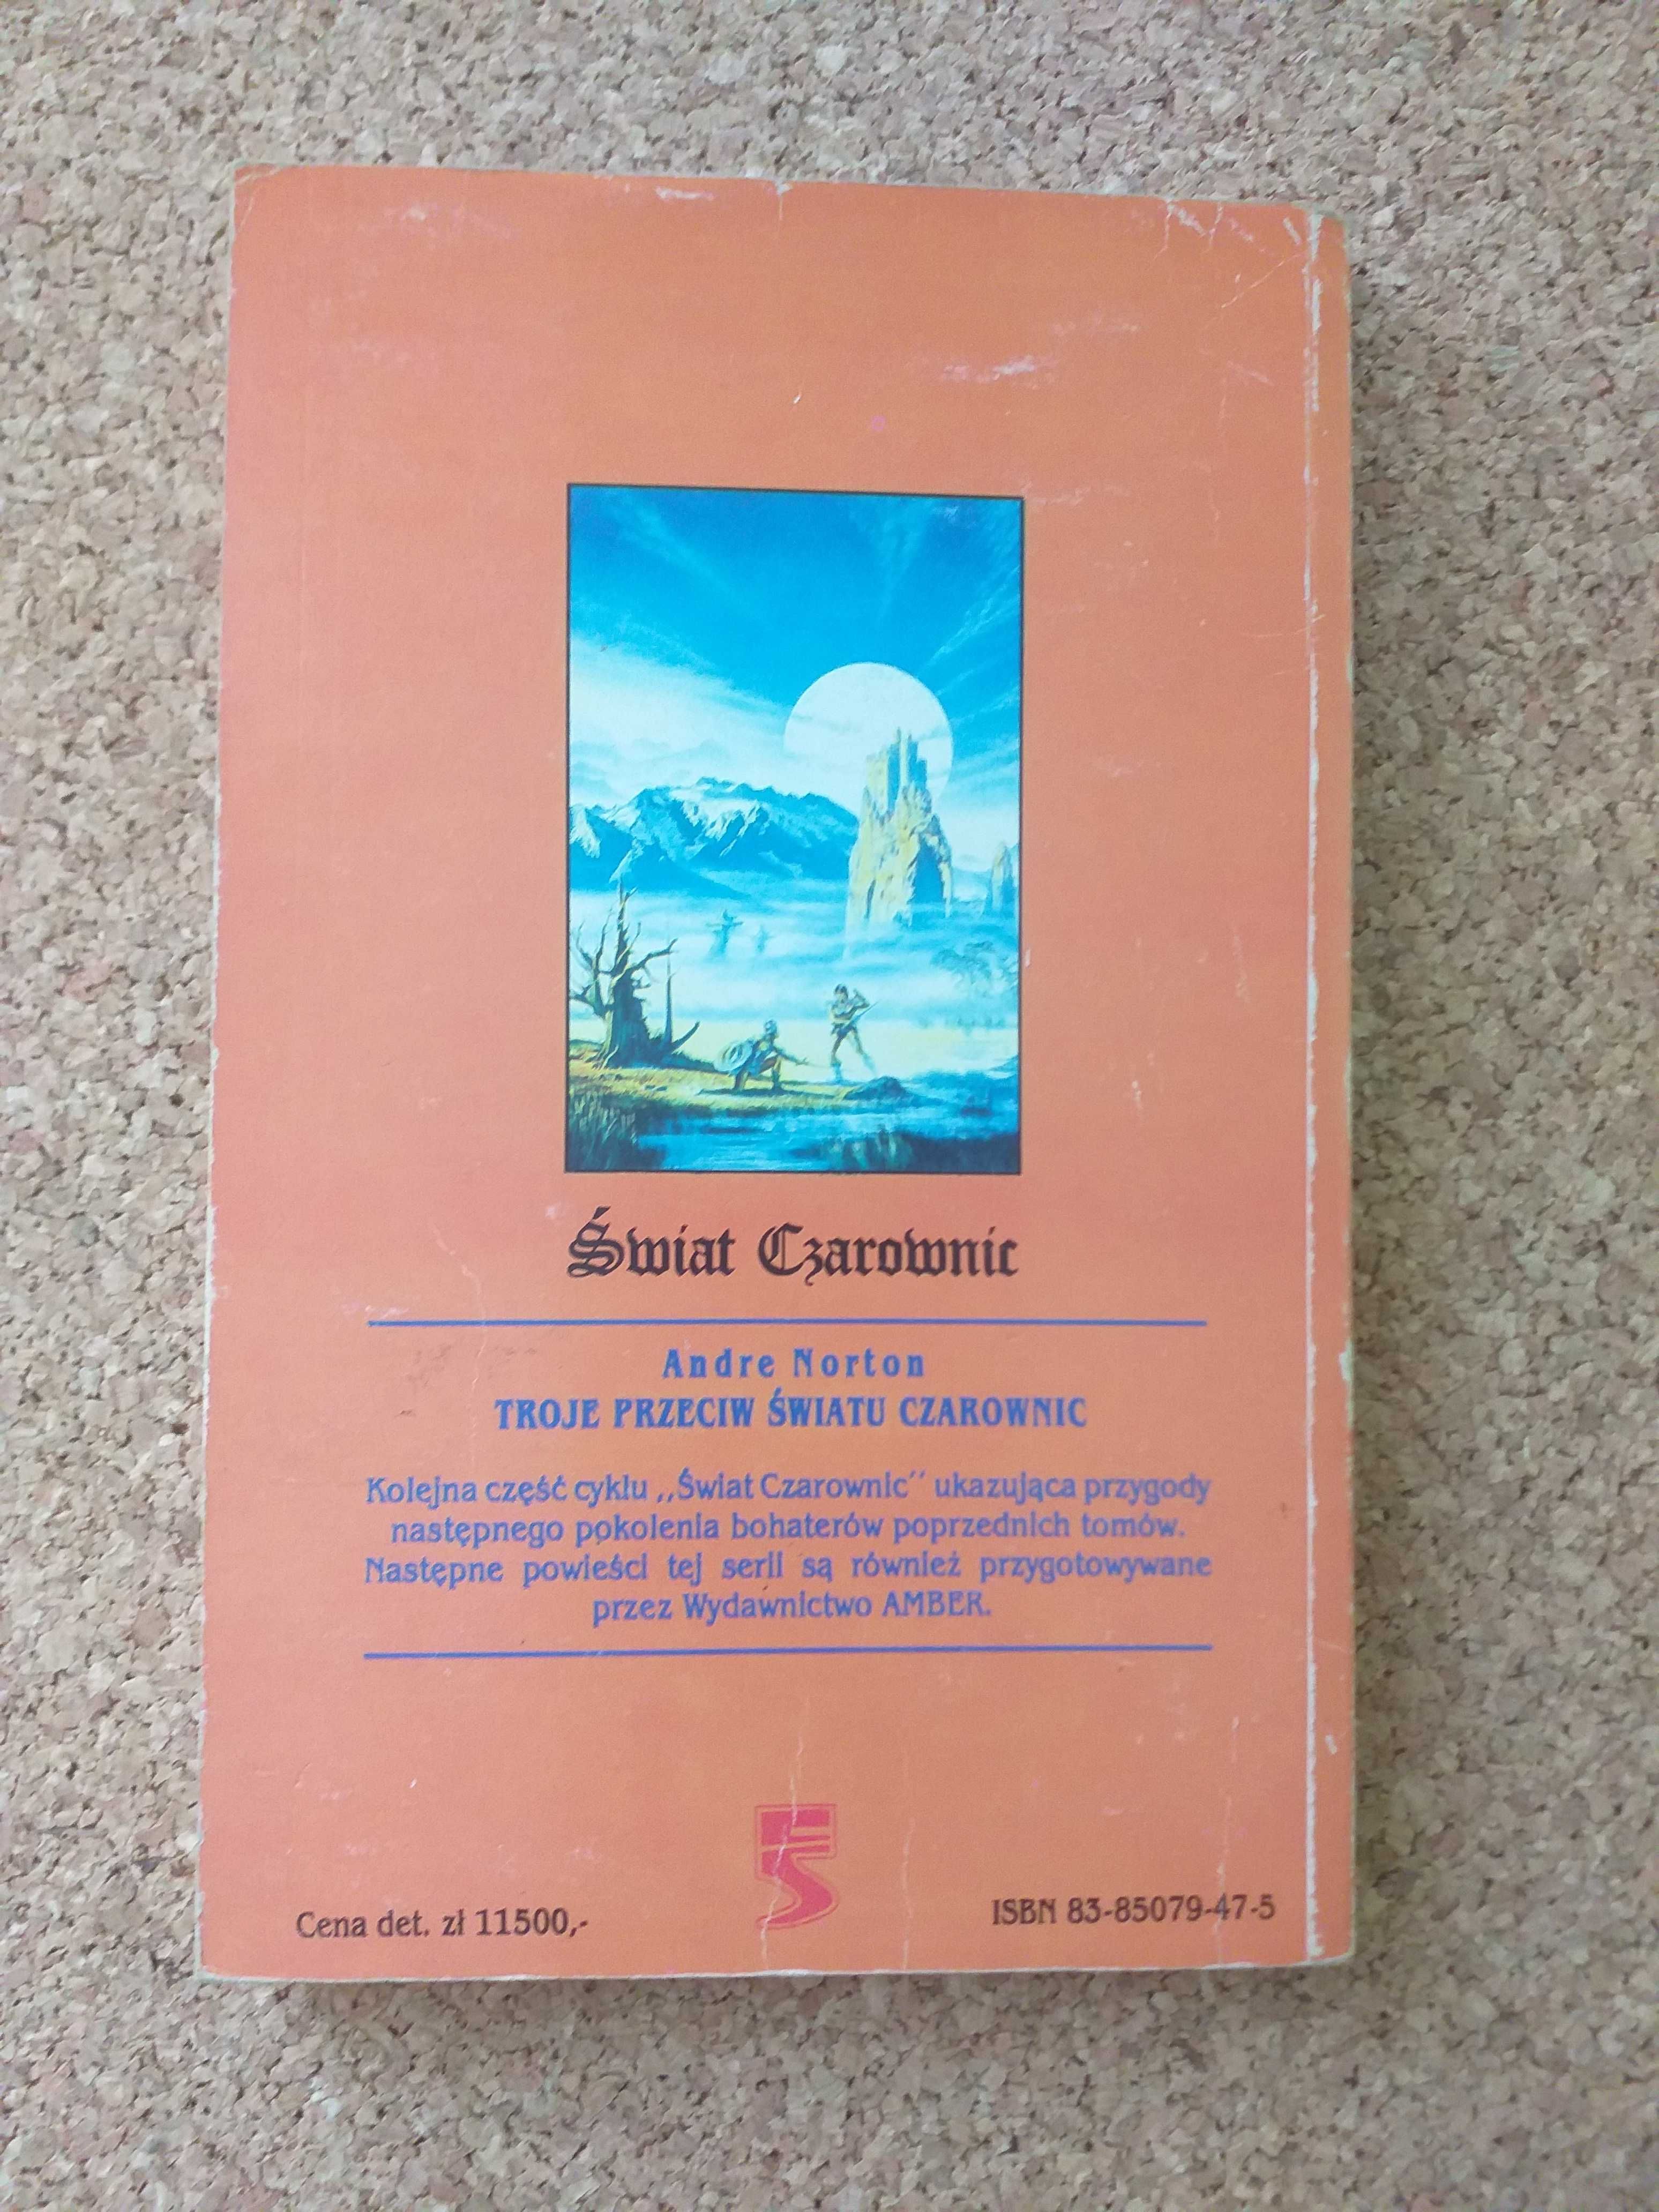 Świat Czarownic
Andre Norton
TROJE PRZECIW ŚWIATU CZAROWNIC
Kolejna część cyklu ,,Świat Czarownic'' ukazująca przygody
następnego pokolenia bohaterów poprzednich tomów.
Następne powieści tej serii są również przygotowywane
przez Wydawnictwo AMBER.
Cena det. zł 11500,-
ISBN 83-85079-47-5